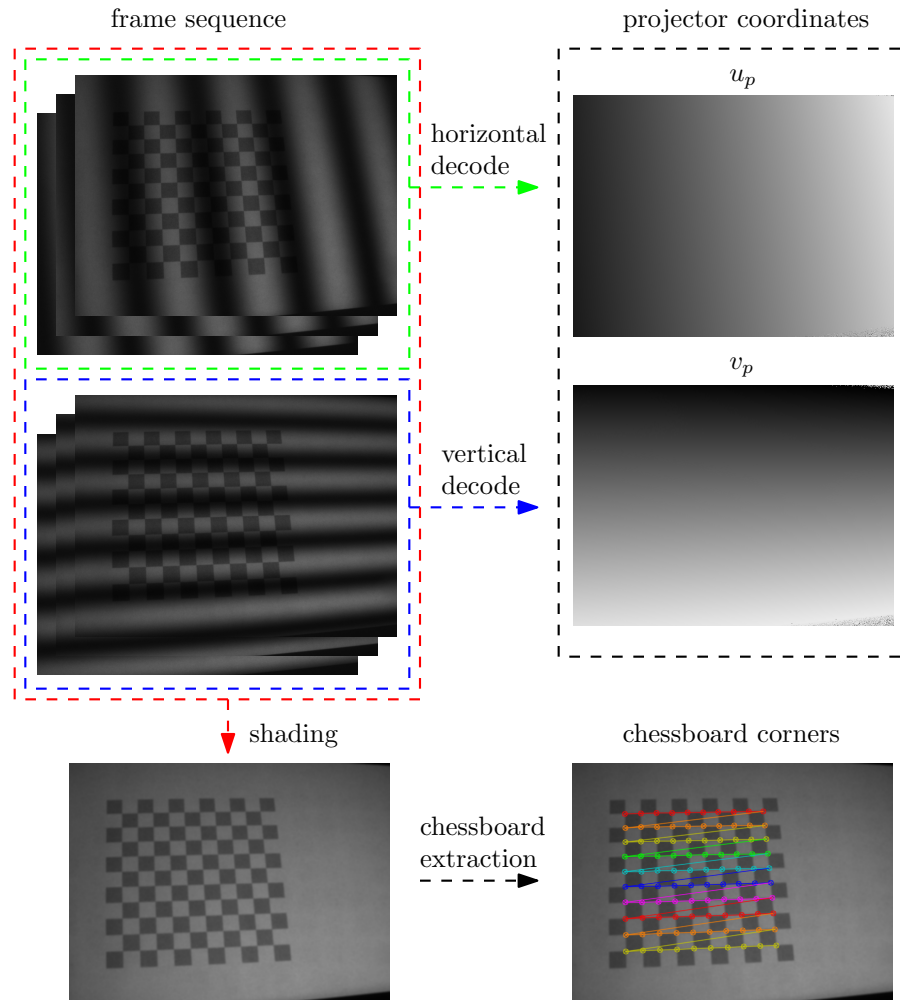 frame sequence
projector coordinates
u_p
horizontal
decode
v_p
vertical
decode
shading
chessboard corners
chessboard
extraction